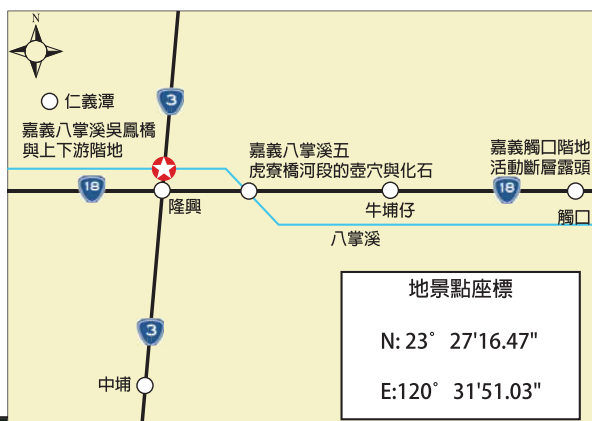 N
3
仁義潭
嘉義八掌溪吳鳳橋
與上下游階地
嘉義八掌溪五
虎寮橋河段的壺穴與化石
嘉義觸口階地
活動斷層露頭
18
18
隆興
牛埔仔
觸口
八掌溪
3
中埔
地景點座標
N: 23° 27'16.47"
E:120° 31'51.03"